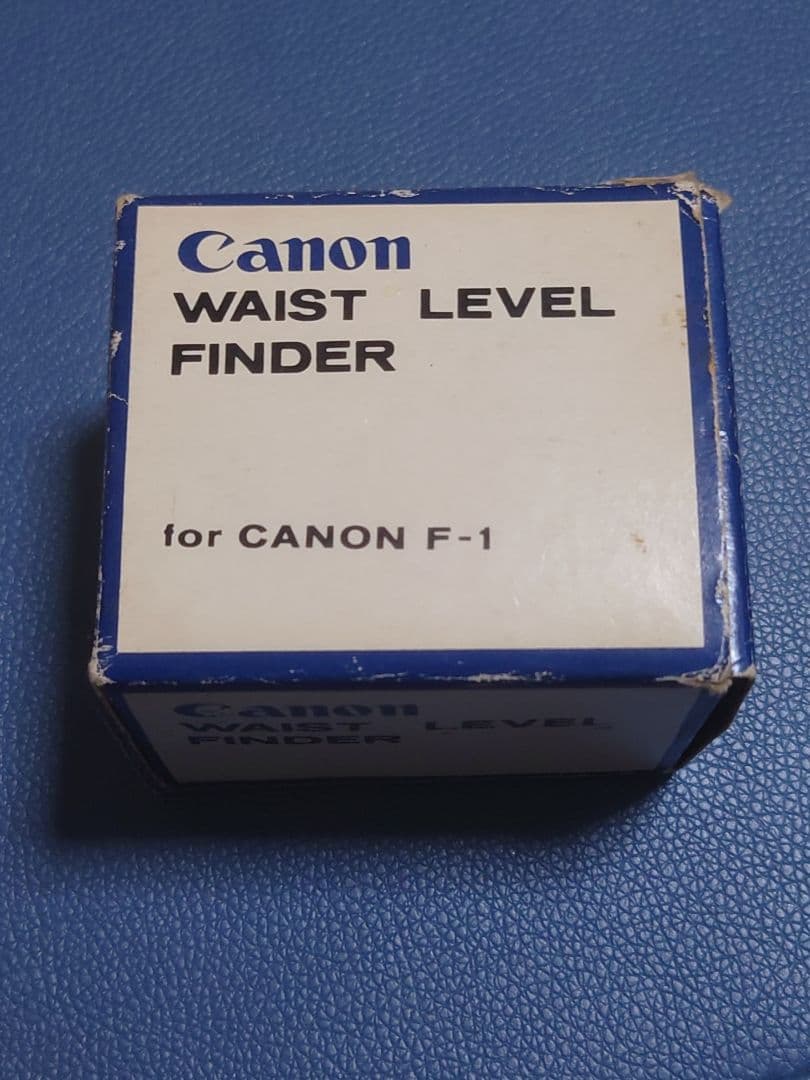 Canon
WAIST LEVEL
FINDER
for CANON F-1
Canon
WAIST LEVEL
FINDER